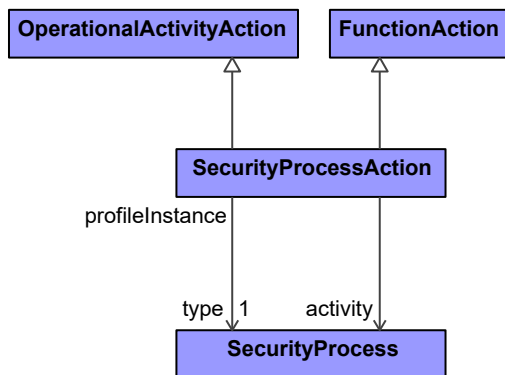 OperationalActivityAction
FunctionAction
SecurityProcessAction
profileInstance
type 1
activity
SecurityProcess